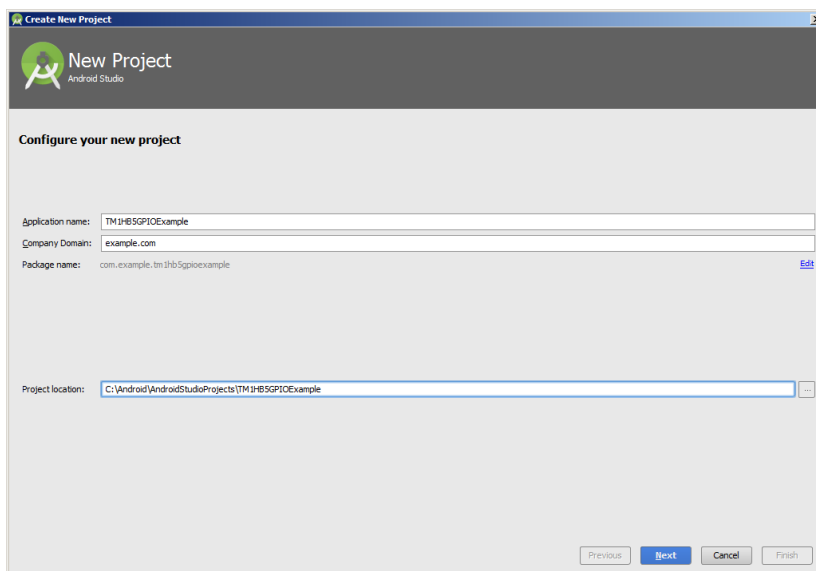 Create New Project
New Project
Android Studio
Configure your new project
Application name: TM1HB5GPIOExample
Company Domain: example.com
Package name: com.example.tm1hb5gpioexample Edit
Project location: C:\Android\AndroidStudioProjects\TM1HB5GPIOExample ...
Previous Next Cancel Finish